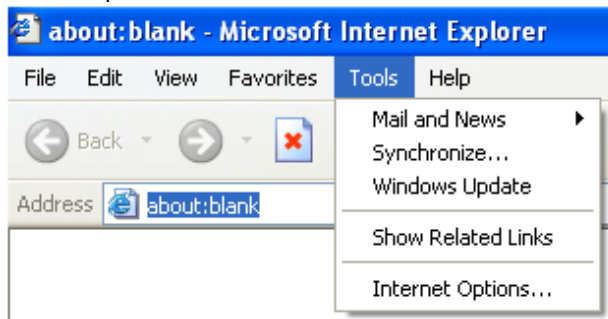 about:blank - Microsoft Internet Explorer
File Edit View Favorites Tools Help
Back
Mail and News
Synchronize...
Windows Update
Address about:blank
Show Related Links
Internet Options...